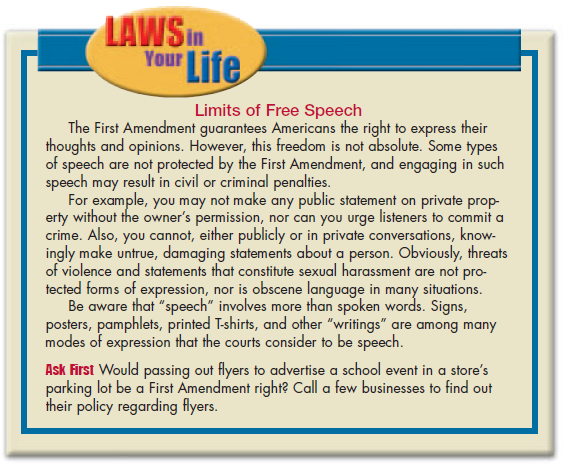 LAWS in
Your Life
Limits of Free Speech
The First Amendment guarantees Americans the right to express their
thoughts and opinions. However, this freedom is not absolute. Some types
of speech are not protected by the First Amendment, and engaging in such
speech may result in civil or criminal penalties.
For example, you may not make any public statement on private prop-
erty without the owner’s permission, nor can you urge listeners to commit a
crime. Also, you cannot, either publicly or in private conversations, know-
ingly make untrue, damaging statements about a person. Obviously, threats
of violence and statements that constitute sexual harassment are not pro-
tected forms of expression, nor is obscene language in many situations.
Be aware that “speech” involves more than spoken words. Signs,
posters, pamphlets, printed T-shirts, and other “writings” are among many
modes of expression that the courts consider to be speech.
Ask First Would passing out flyers to advertise a school event in a store’s
parking lot be a First Amendment right? Call a few businesses to find out
their policy regarding flyers.